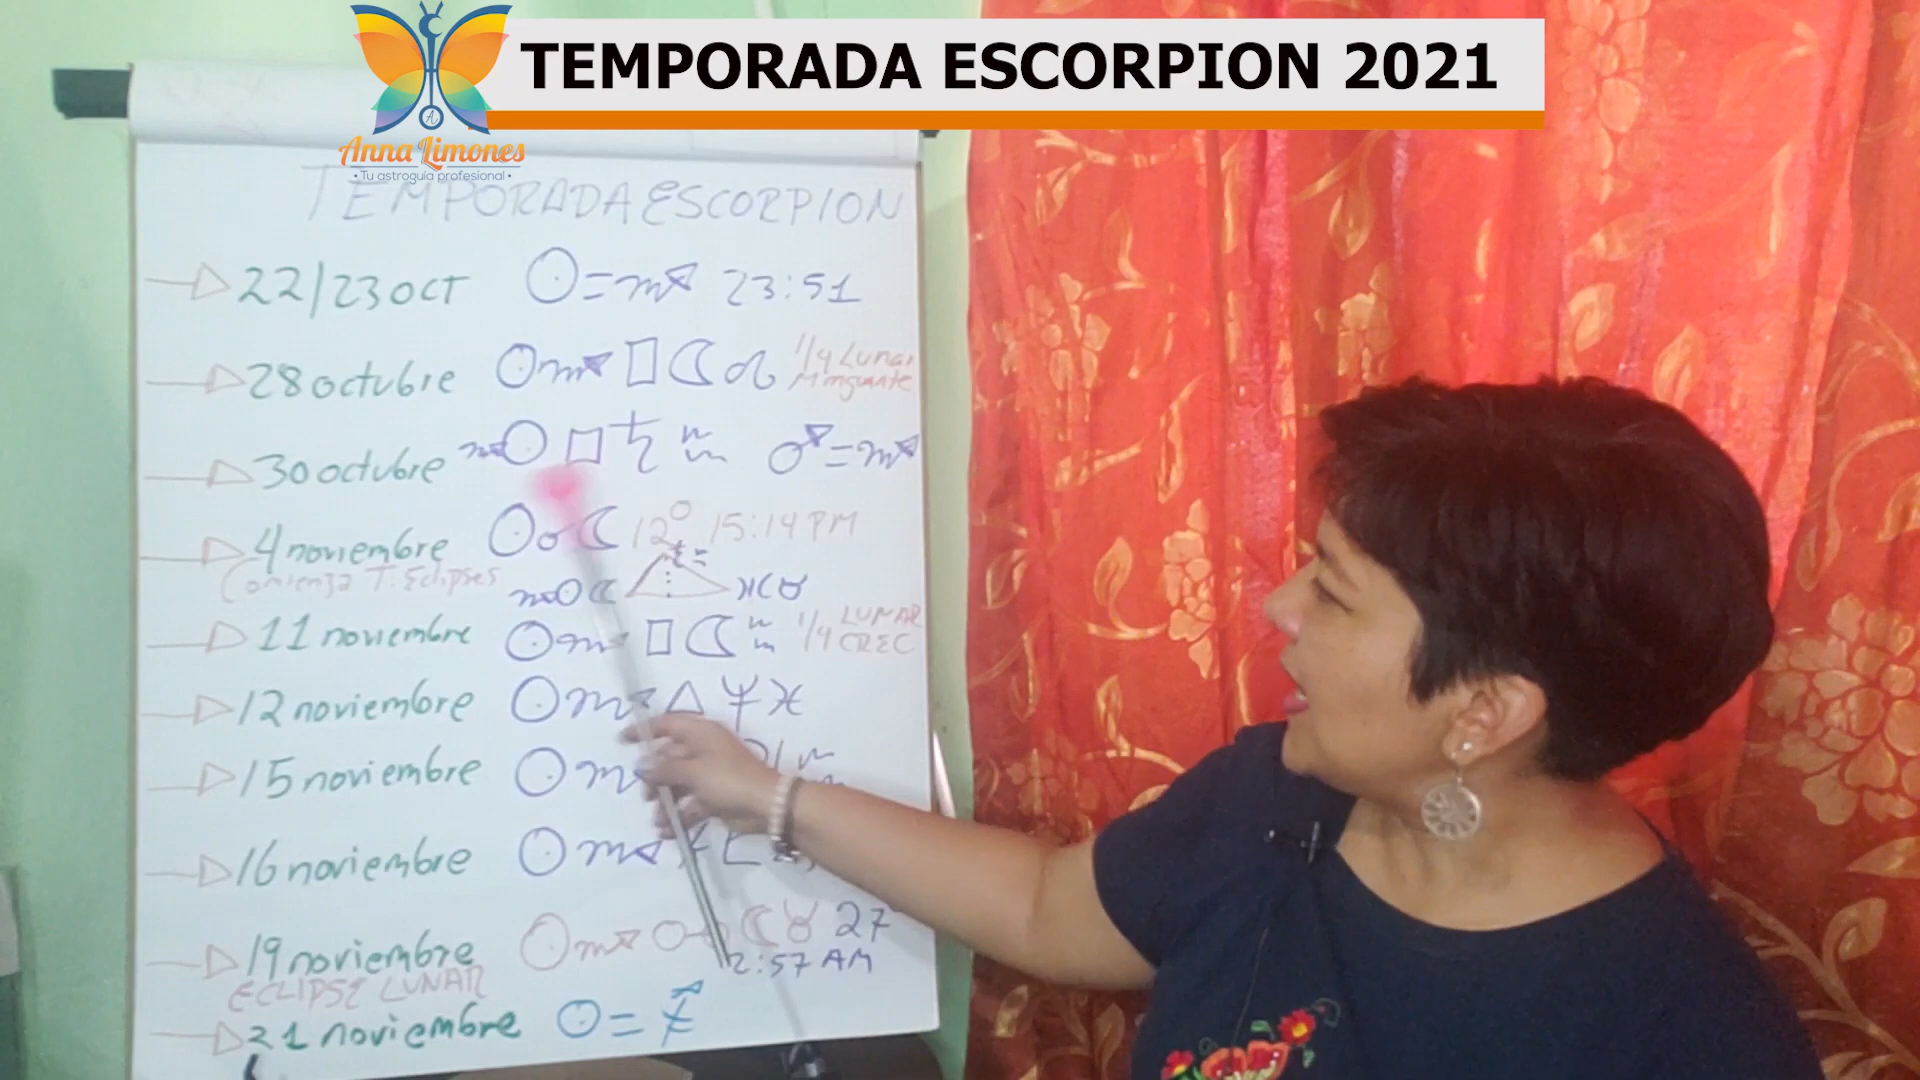 TEMPORADA ESCORPION 2021
Anna Limones
• Tu astroguía profesional •
TEMPORADA ESCORPION
22/23 OCT ☉=♏ 23:51
28 octubre ☉♏□☾♌ 1/4 Lunar Minguante
30 octubre ♏☉□♄♒ ♂=♏
4 noviembre ☉☌☾ 12° 15:14 PM
Comienza T. Eclipses
♏☉☾ ♓☾♉
11 noviembre ☉♏□☾♒ 1/4 LUNAR CREC
12 noviembre ☉♏△♆♓
15 noviembre ☉♏
16 noviembre ☉♏
19 noviembre ☉♏☍☾♉ 27
ECLIPSE LUNAR 2:57 AM
21 noviembre ☉=♐